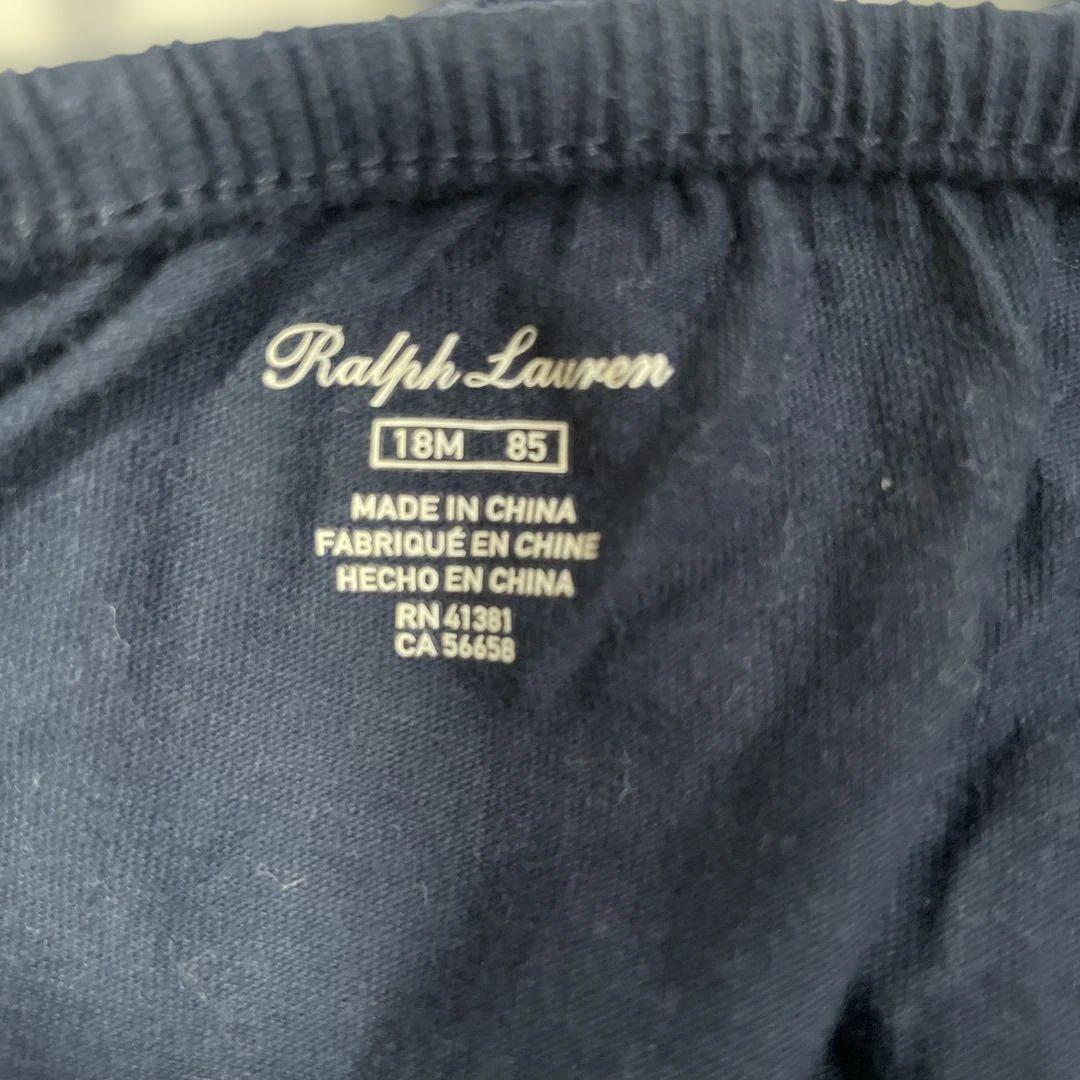 Ralph Lauren
18M 85
MADE IN CHINA
FABRIQUÉ EN CHINE
HECHO EN CHINA
RN 41381
CA 56658